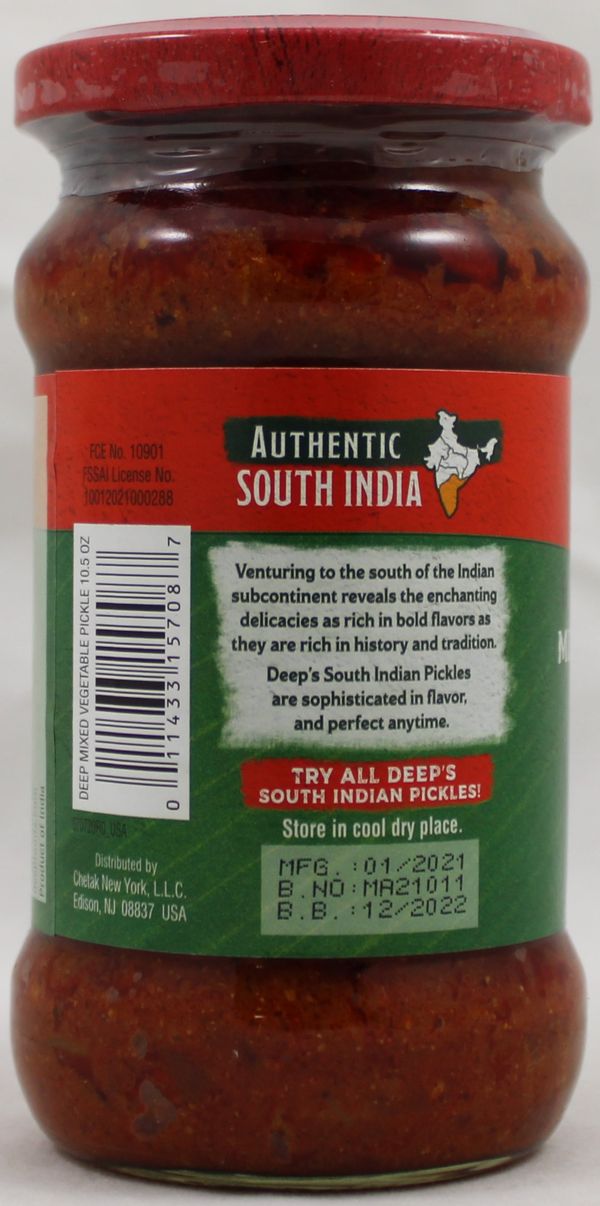 FCE No. 10901
FSSAI License No.
10012021000288
AUTHENTIC
SOUTH INDIA
Venturing to the south of the Indian
subcontinent reveals the enchanting
delicacies as rich in bold flavors as
they are rich in history and tradition.
Deep's South Indian Pickles
are sophisticated in flavor,
and perfect anytime.
TRY ALL DEEP'S
SOUTH INDIAN PICKLES!
Store in cool dry place.
MFG. :01/2021
B.NO:MA21011
B.B. :12/2022
DEEP MIXED VEGETABLE PICKLE 10.5 OZ
0 11433 15708 7
USA
Distributed by
Chetak New York, L.L.C.
Edison, NJ 08837 USA
Product of India
M